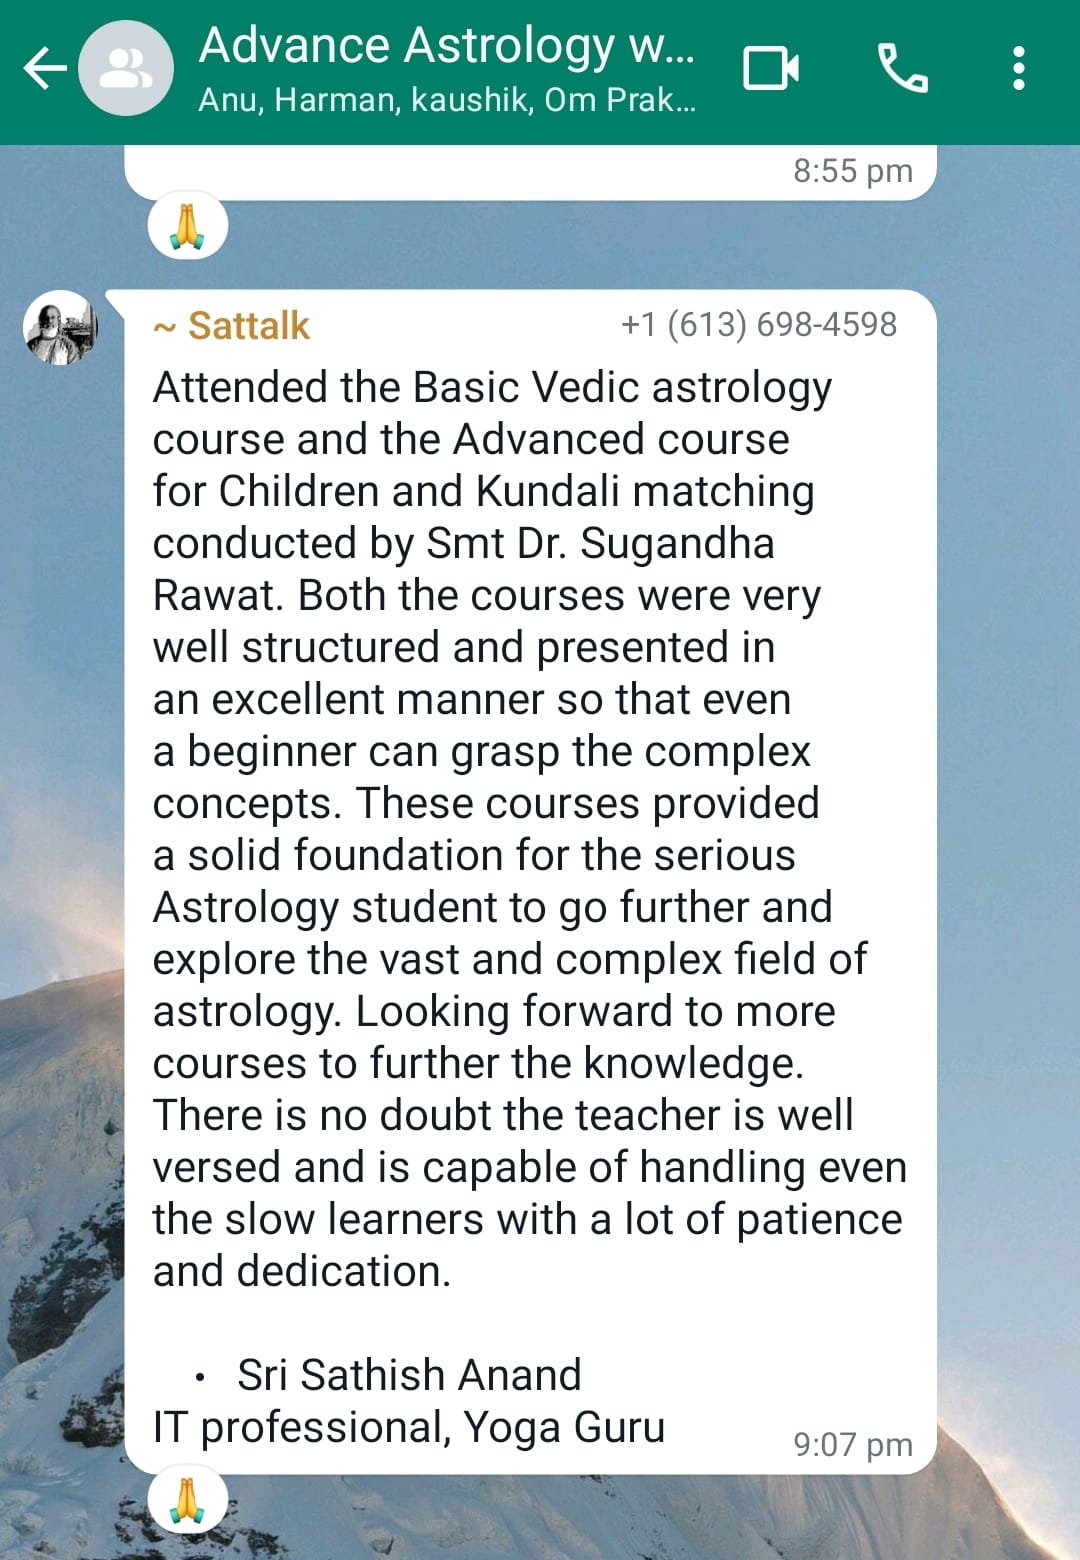 Advance Astrology w...
Anu, Harman, kaushik, Om Prak...
8:55 pm
~ Sattalk +1 (613) 698-4598
Attended the Basic Vedic astrology
course and the Advanced course
for Children and Kundali matching
conducted by Smt Dr. Sugandha
Rawat. Both the courses were very
well structured and presented in
an excellent manner so that even
a beginner can grasp the complex
concepts. These courses provided
a solid foundation for the serious
Astrology student to go further and
explore the vast and complex field of
astrology. Looking forward to more
courses to further the knowledge.
There is no doubt the teacher is well
versed and is capable of handling even
the slow learners with a lot of patience
and dedication.
• Sri Sathish Anand
IT professional, Yoga Guru
9:07 pm